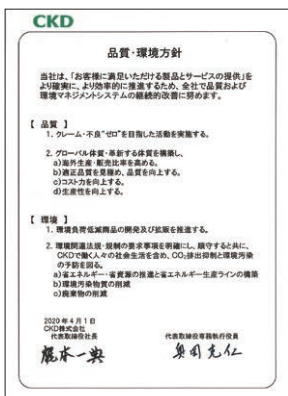 CKD
品質・環境方針
当社は、「お客様に満足いただける製品とサービスの提供」を
より確実に、より効率的に推進するため、全社で品質および
環境マネジメントシステムの継続的改善に努めます。
【 品質 】
1. クレーム・不良“ゼロ”を目指した活動を実施する。
2. グローバル体質・革新する体質を構築し、
a)海外生産・販売比率を高める。
b)適正品質を見極め、品質を向上する。
c)コスト力を向上する。
d)生産性を向上する。
【 環境 】
1. 環境負荷低減商品の開発及び拡販を推進する。
2. 環境関連法規・規制の要求事項を明確にし、順守すると共に、
CKDで働く人々の社会生活を含め、CO₂排出抑制と環境汚染
の予防を図る。
a)省エネルギー・省資源の推進と省エネルギー生産ラインの構築
b)環境汚染物質の削減
c)廃棄物の削減
2020年4月1日
CKD株式会社
代表取締役社長 代表取締役専務執行役員
梶本一典 奥岡克仁